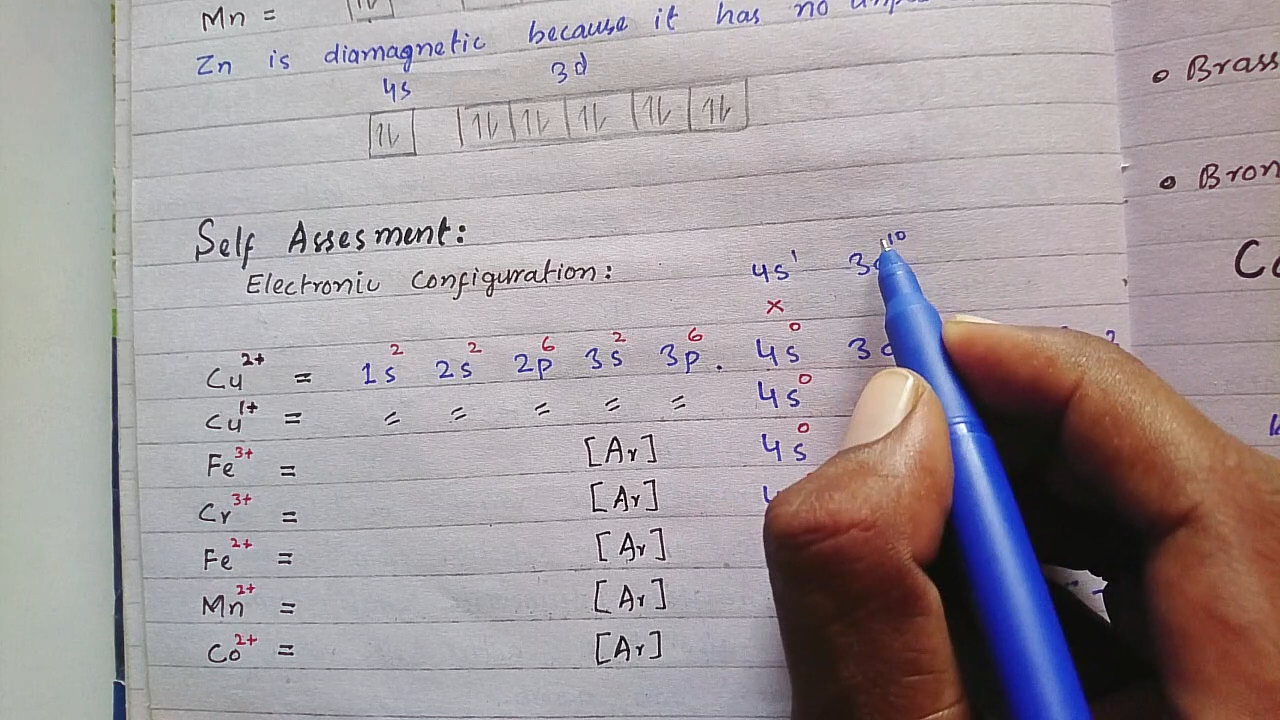 Mn =
Zn is diamagnetic because it has no
4s 3d
Self Assesment:
Electronic Configuration:
4s¹ 3d¹⁰
×
Cu²⁺ = 1s² 2s² 2p⁶ 3s² 3p⁶ . 4s⁰ 3d
Cu¹⁺ = = = = = = 4s⁰
Fe³⁺ = [Ar] 4s⁰
Cr³⁺ = [Ar]
Fe²⁺ = [Ar]
Mn²⁺ = [Ar]
Co²⁺ = [Ar]
Brass
Bron